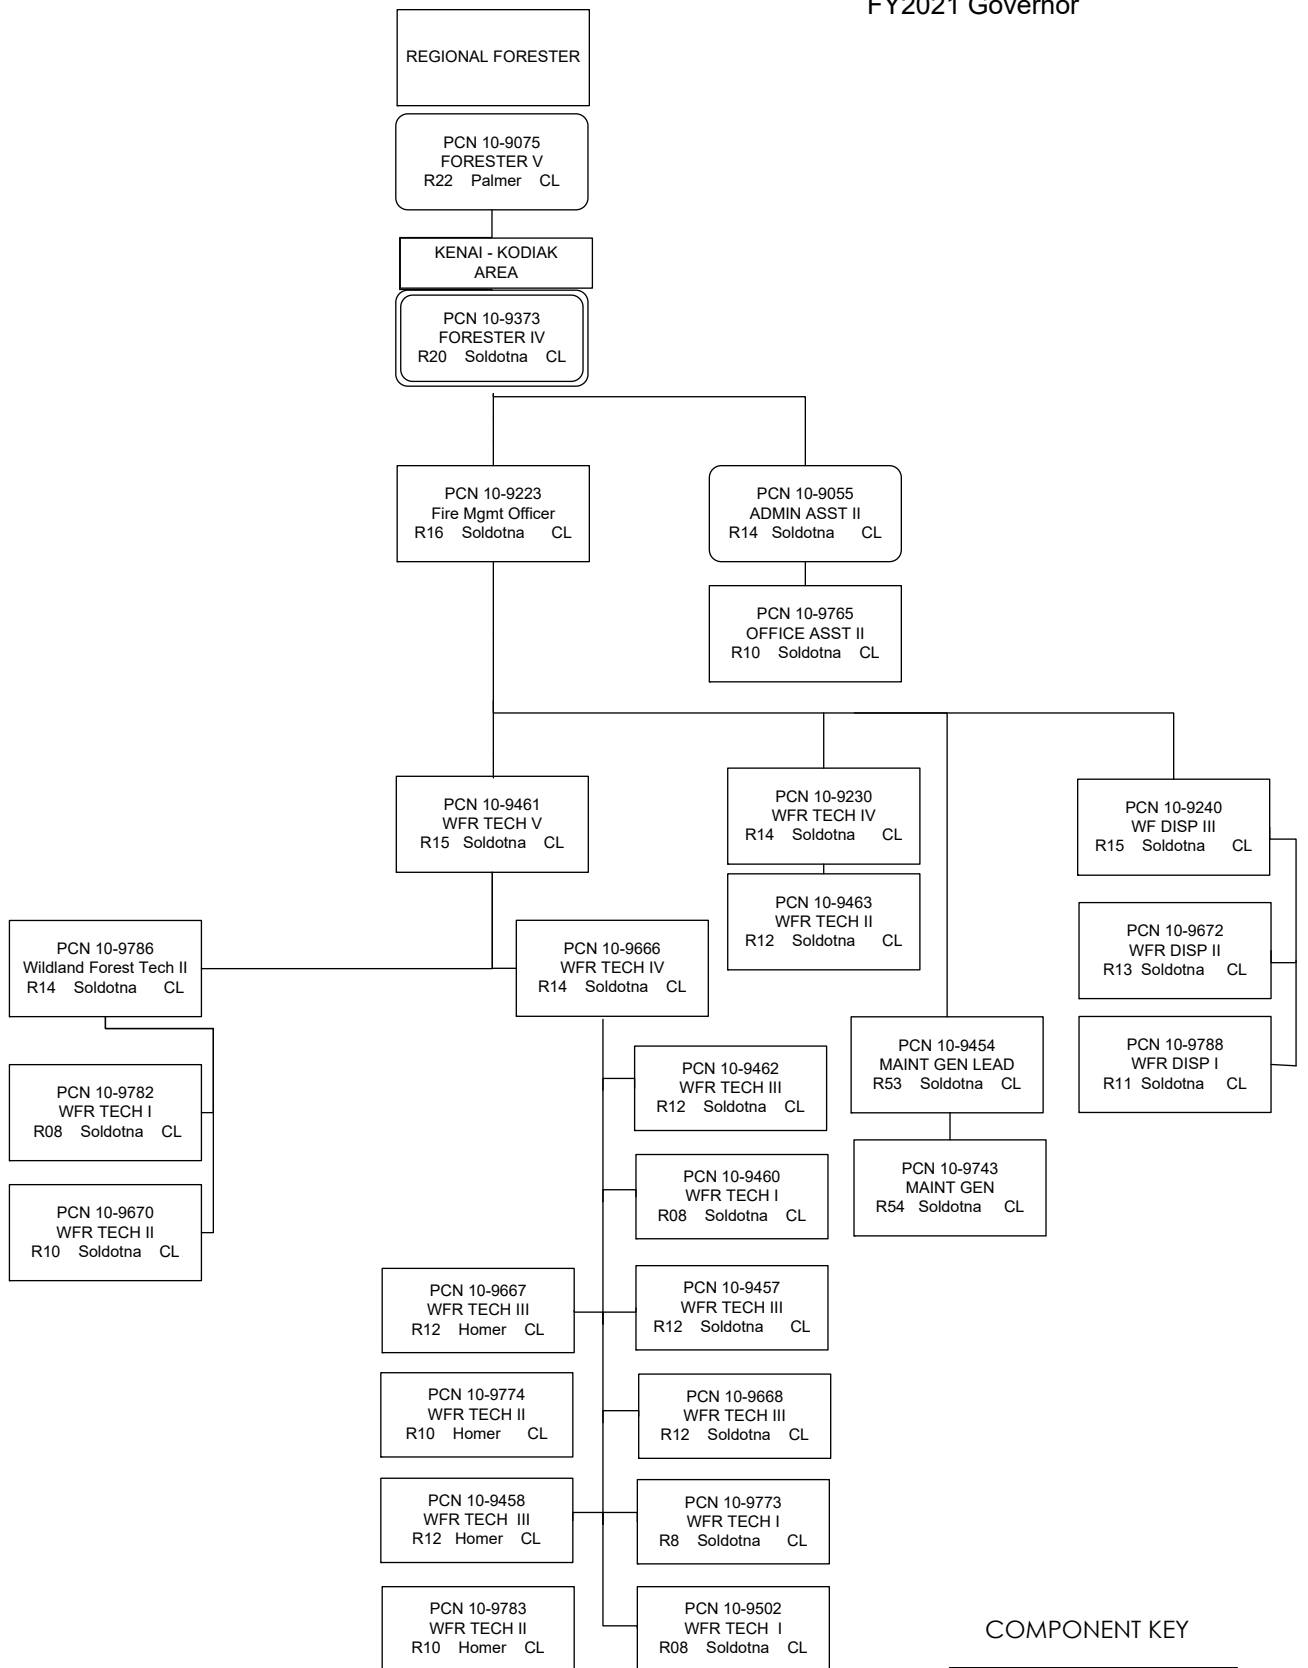 FY2021 Governor
REGIONAL FORESTER
PCN 10-9075
FORESTER V
R22 Palmer CL
KENAI - KODIAK
AREA
PCN 10-9373
FORESTER IV
R20 Soldotna CL
PCN 10-9223
Fire Mgmt Officer
R16 Soldotna CL
PCN 10-9055
ADMIN ASST II
R14 Soldotna CL
PCN 10-9765
OFFICE ASST II
R10 Soldotna CL
PCN 10-9461
WFR TECH V
R15 Soldotna CL
PCN 10-9230
WFR TECH IV
R14 Soldotna CL
PCN 10-9463
WFR TECH II
R12 Soldotna CL
PCN 10-9240
WF DISP III
R15 Soldotna CL
PCN 10-9672
WFR DISP II
R13 Soldotna CL
PCN 10-9788
WFR DISP I
R11 Soldotna CL
PCN 10-9786
Wildland Forest Tech II
R14 Soldotna CL
PCN 10-9666
WFR TECH IV
R14 Soldotna CL
PCN 10-9454
MAINT GEN LEAD
R53 Soldotna CL
PCN 10-9743
MAINT GEN
R54 Soldotna CL
PCN 10-9782
WFR TECH I
R08 Soldotna CL
PCN 10-9670
WFR TECH II
R10 Soldotna CL
PCN 10-9462
WFR TECH III
R12 Soldotna CL
PCN 10-9460
WFR TECH I
R08 Soldotna CL
PCN 10-9667
WFR TECH III
R12 Homer CL
PCN 10-9457
WFR TECH III
R12 Soldotna CL
PCN 10-9774
WFR TECH II
R10 Homer CL
PCN 10-9668
WFR TECH III
R12 Soldotna CL
PCN 10-9458
WFR TECH III
R12 Homer CL
PCN 10-9773
WFR TECH I
R8 Soldotna CL
PCN 10-9783
WFR TECH II
R10 Homer CL
PCN 10-9502
WFR TECH I
R08 Soldotna CL
COMPONENT KEY